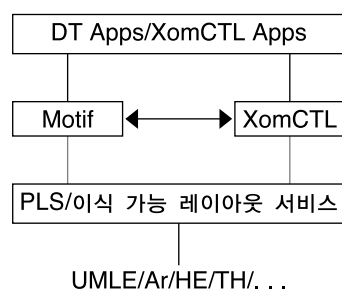 DT Apps/XomCTL Apps
Motif XomCTL
PLS/이식 가능 레이아웃 서비스
UMLE/Ar/HE/TH/. . .